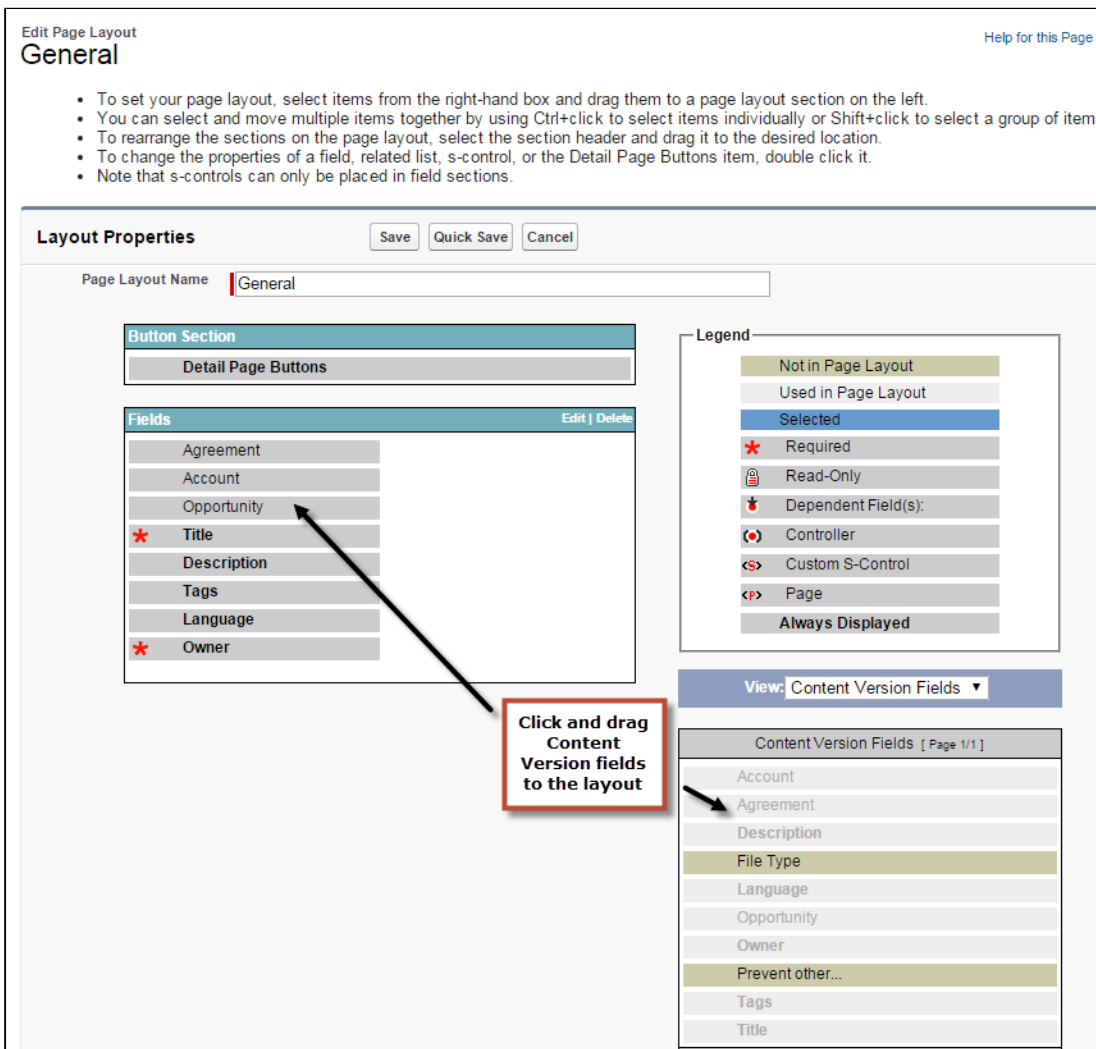 Edit Page Layout
General
Help for this Page
To set your page layout, select items from the right-hand box and drag them to a page layout section on the left.
You can select and move multiple items together by using Ctrl+click to select items individually or Shift+click to select a group of item
To rearrange the sections on the page layout, select the section header and drag it to the desired location.
To change the properties of a field, related list, s-control, or the Detail Page Buttons item, double click it.
Note that s-controls can only be placed in field sections.
Layout Properties
Save
Quick Save
Cancel
Page Layout Name
General
Button Section
Detail Page Buttons
Fields
Edit | Delete
Agreement
Account
Opportunity
Title
Description
Tags
Language
Owner
Legend
Not in Page Layout
Used in Page Layout
Selected
Required
Read-Only
Dependent Field(s):
Controller
<S> Custom S-Control
<P> Page
Always Displayed
Click and drag
Content
Version fields
to the layout
View: Content Version Fields
Content Version Fields [ Page 1/1 ]
Account
Agreement
Description
File Type
Language
Opportunity
Owner
Prevent other...
Tags
Title